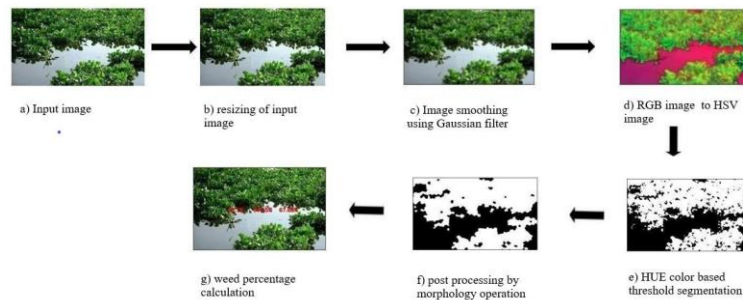 a) Input image
b) resizing of input
image
c) Image smoothing
using Gaussian filter
d) RGB image to HSV
image
e) HUE color based
threshold segmentation
f) post processing by
morphology operation
g) weed percentage
calculation